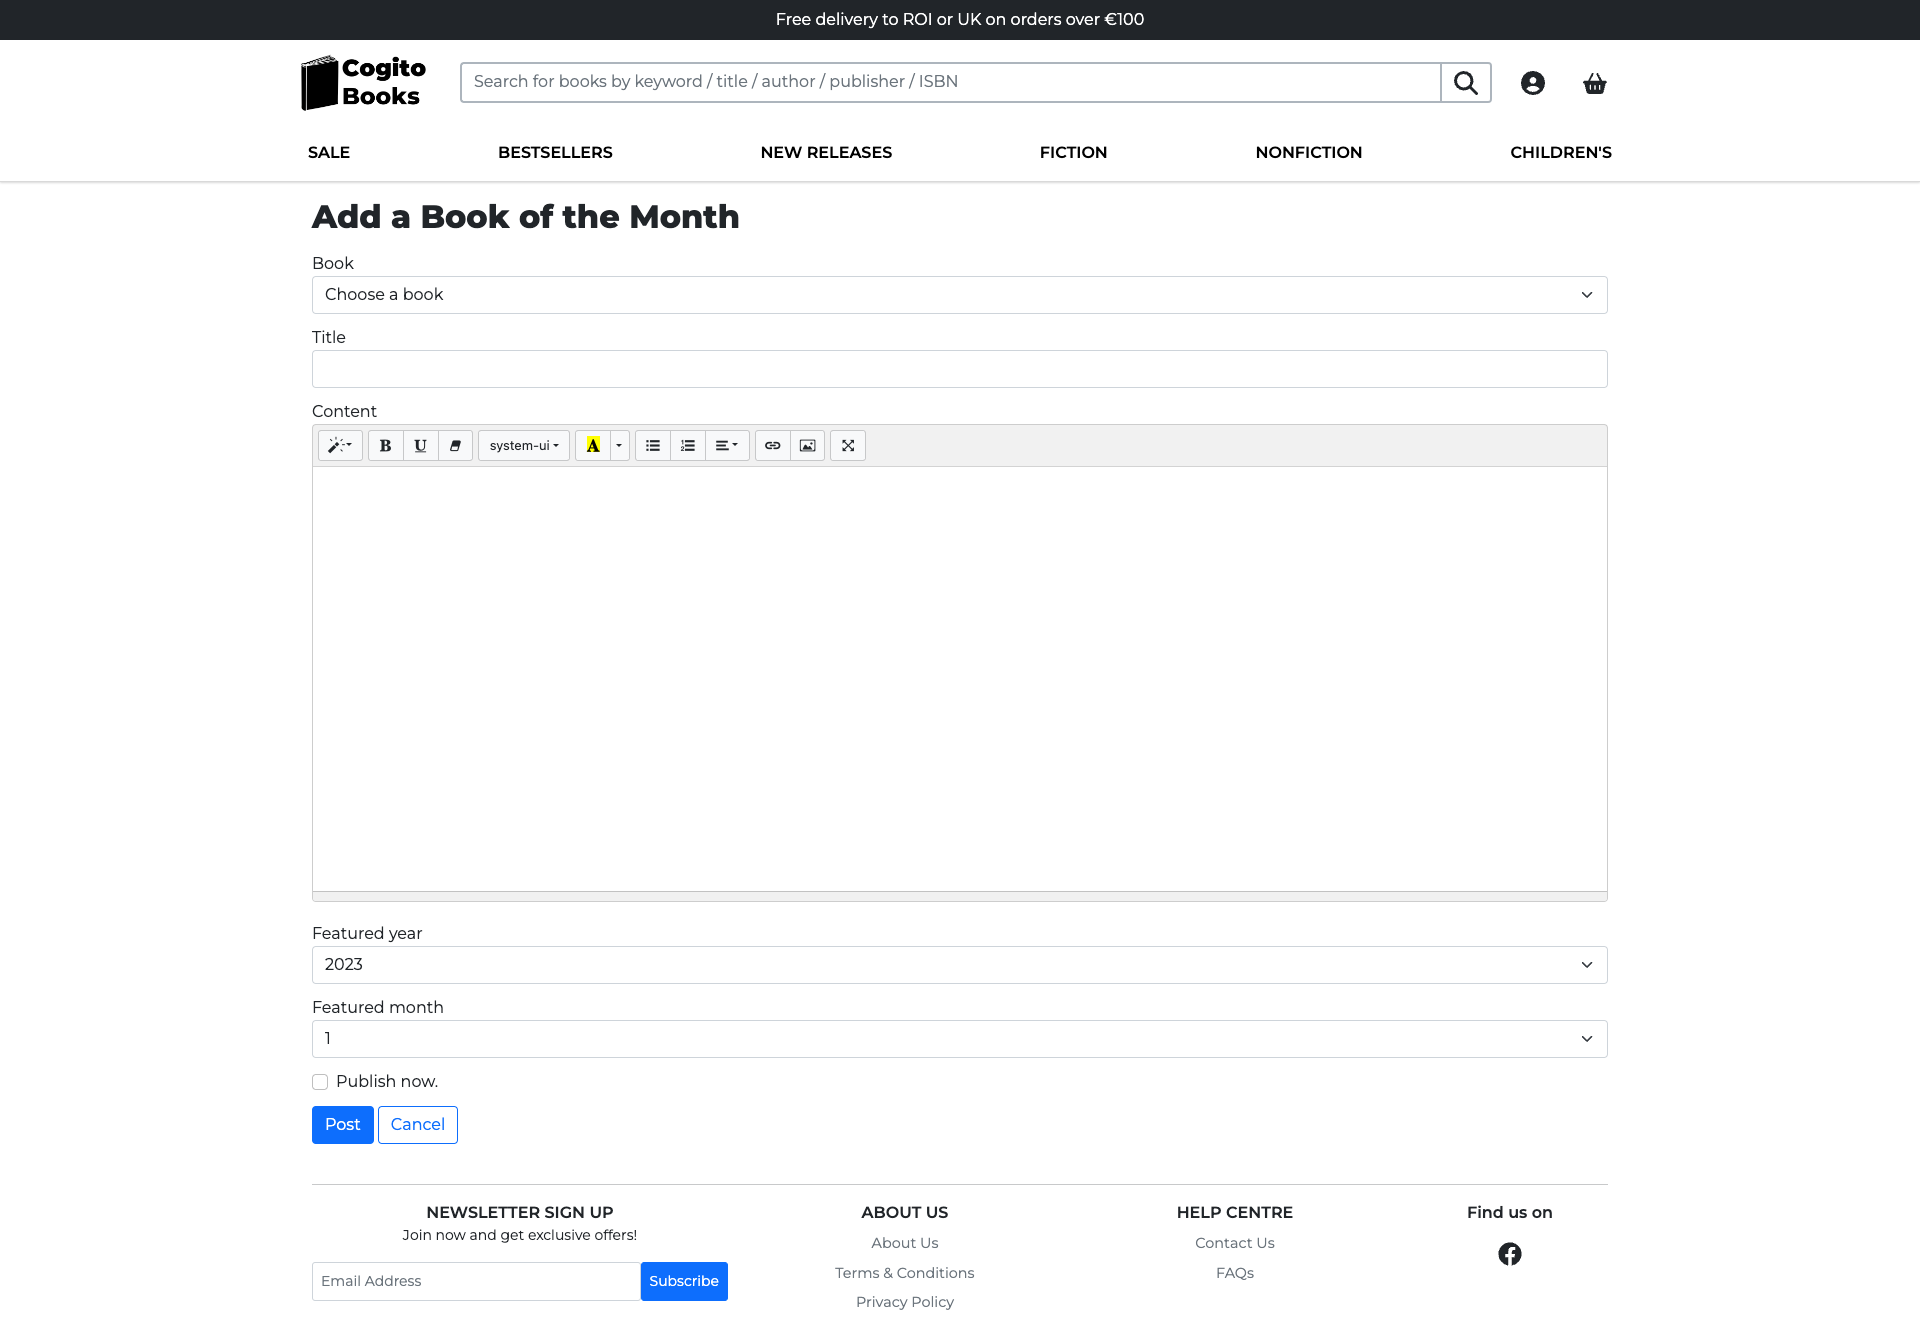 Free delivery to ROI or UK on orders over €100
Cogito
Books
Search for books by keyword / title / author / publisher / ISBN
SALE
BESTSELLERS
NEW RELEASES
FICTION
NONFICTION
CHILDREN'S
Add a Book of the Month
Book
Choose a book
Title
Content
B
U
system-ui
A
Featured year
2023
Featured month
1
Publish now.
Post
Cancel
NEWSLETTER SIGN UP
Join now and get exclusive offers!
Email Address
Subscribe
ABOUT US
About Us
Terms & Conditions
Privacy Policy
HELP CENTRE
Contact Us
FAQs
Find us on